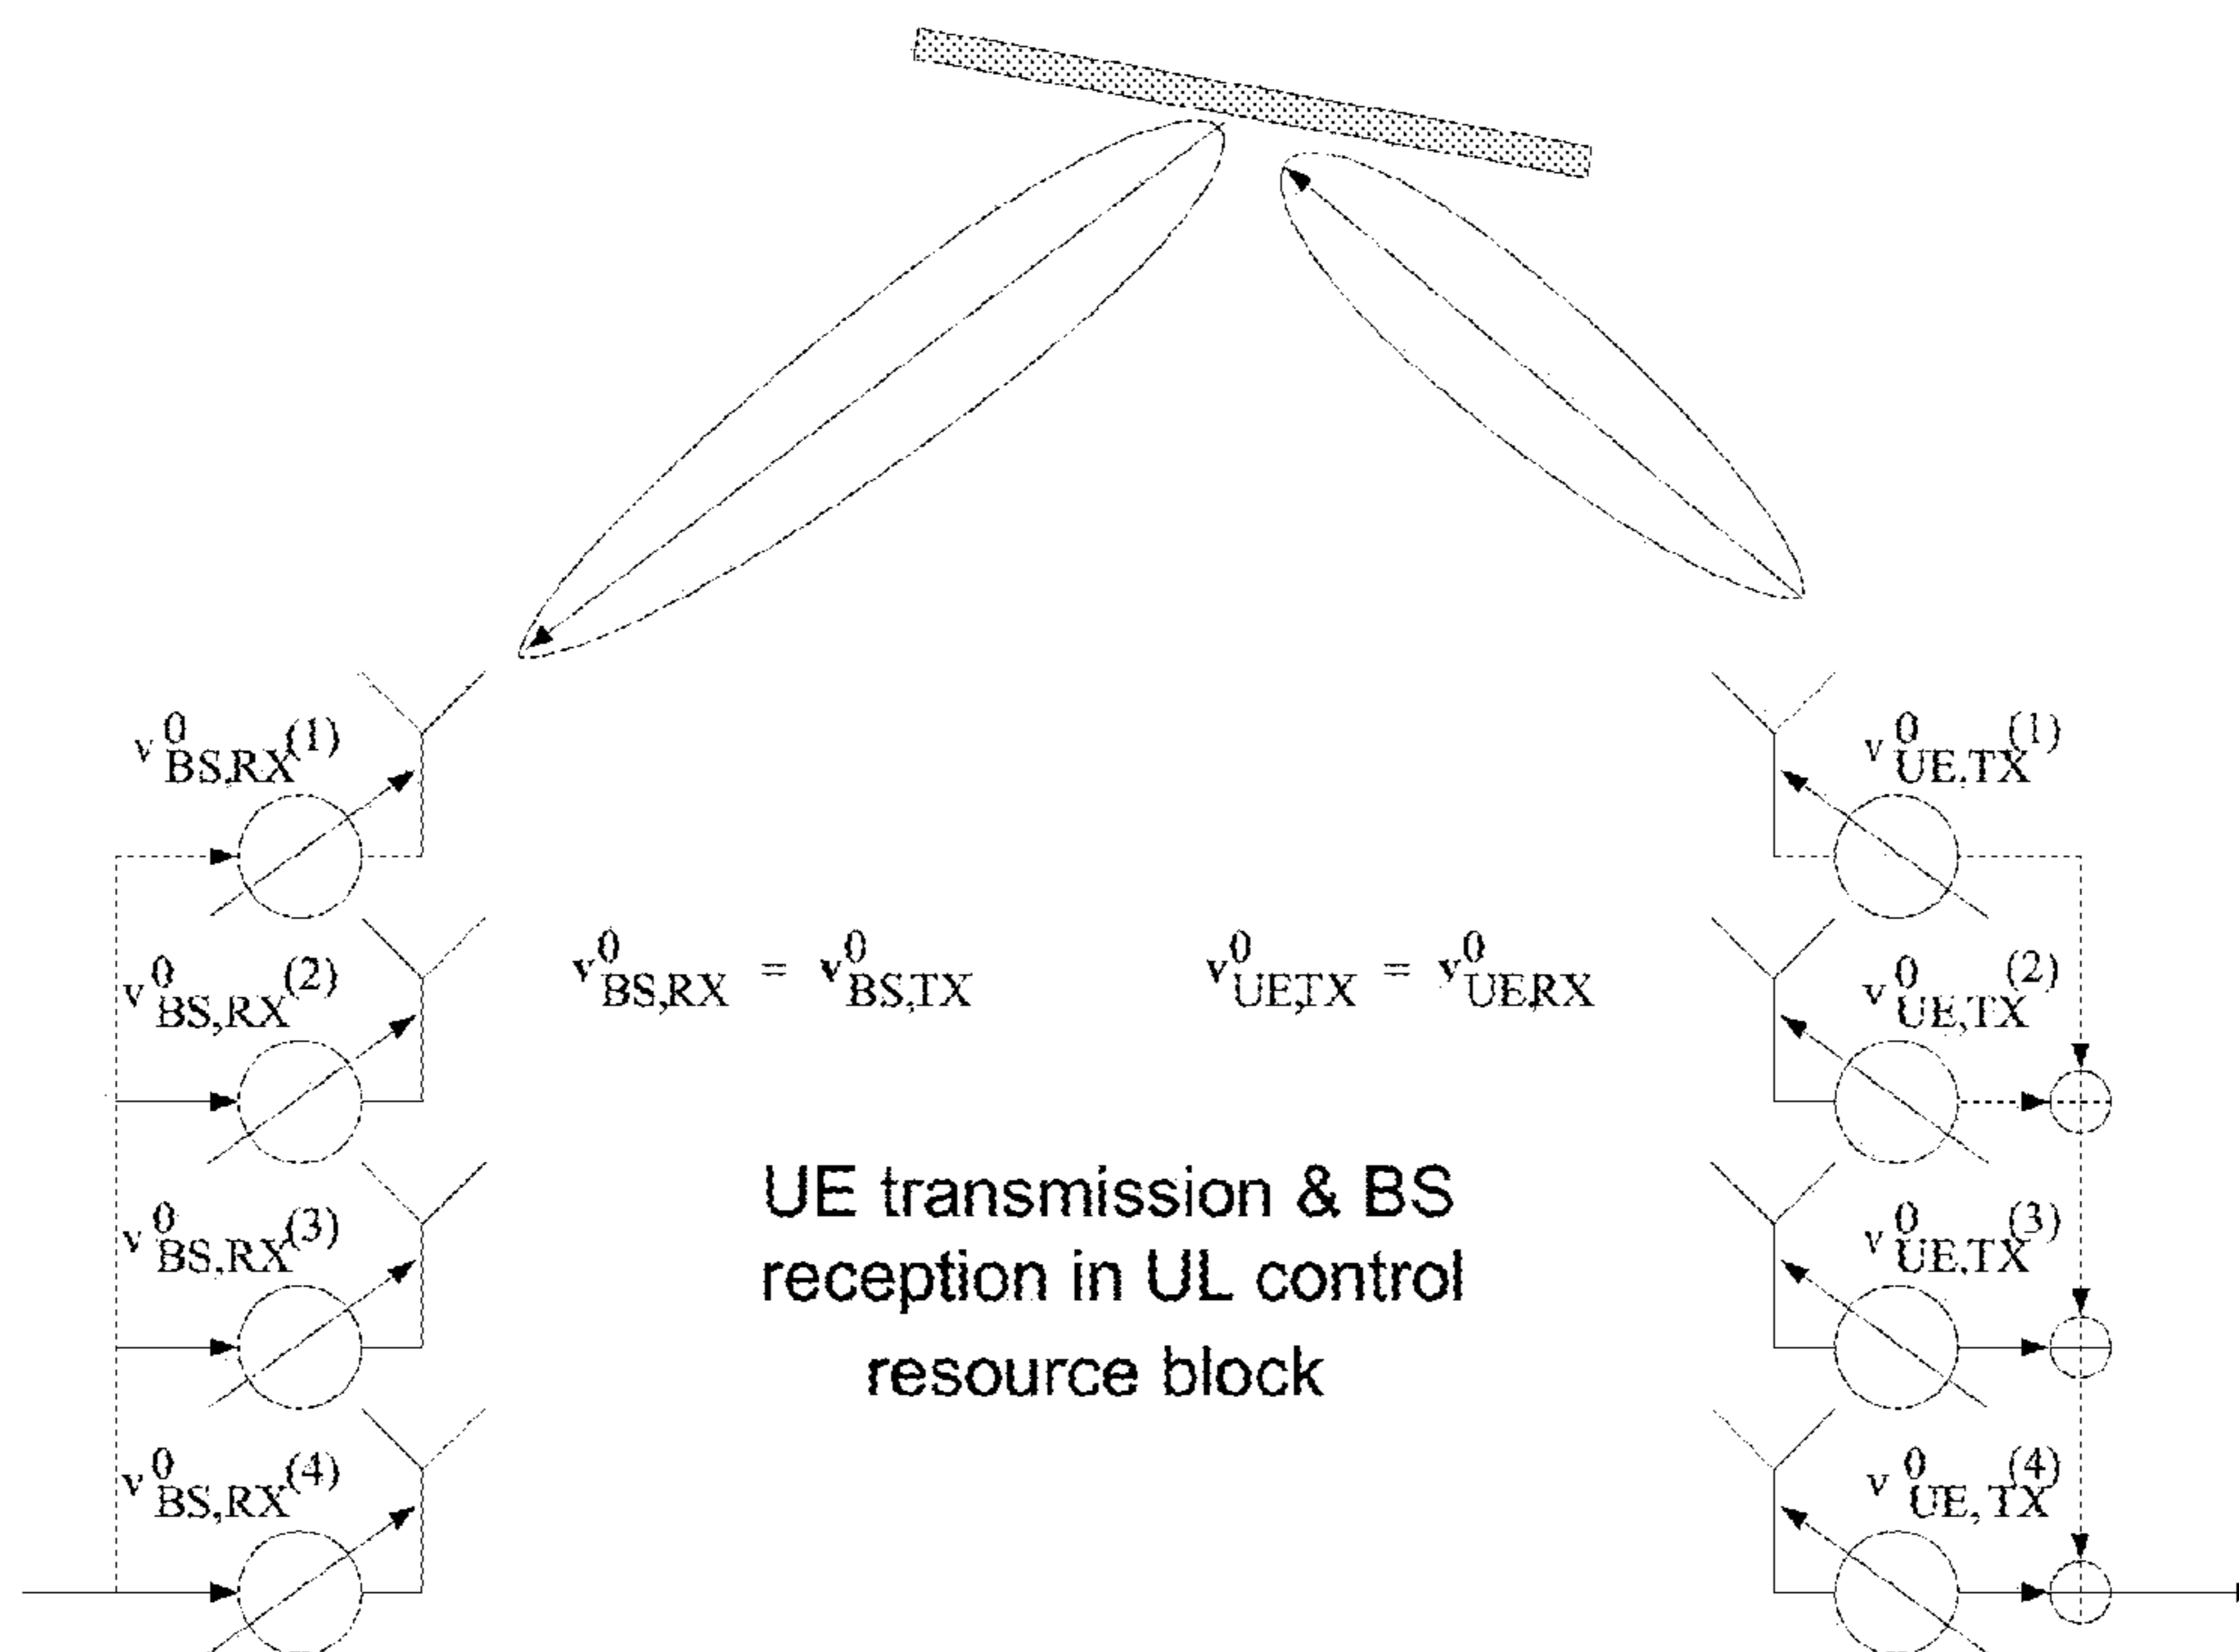 v⁰BS,RX(1)
v⁰UE,TX(1)
v⁰BS,RX = v⁰BS,TX
v⁰UE,TX = v⁰UE,RX
v⁰BS,RX(2)
v⁰UE,TX(2)
UE transmission & BS
reception in UL control
resource block
v⁰BS,RX(3)
v⁰UE,TX(3)
v⁰BS,RX(4)
v⁰UE,TX(4)